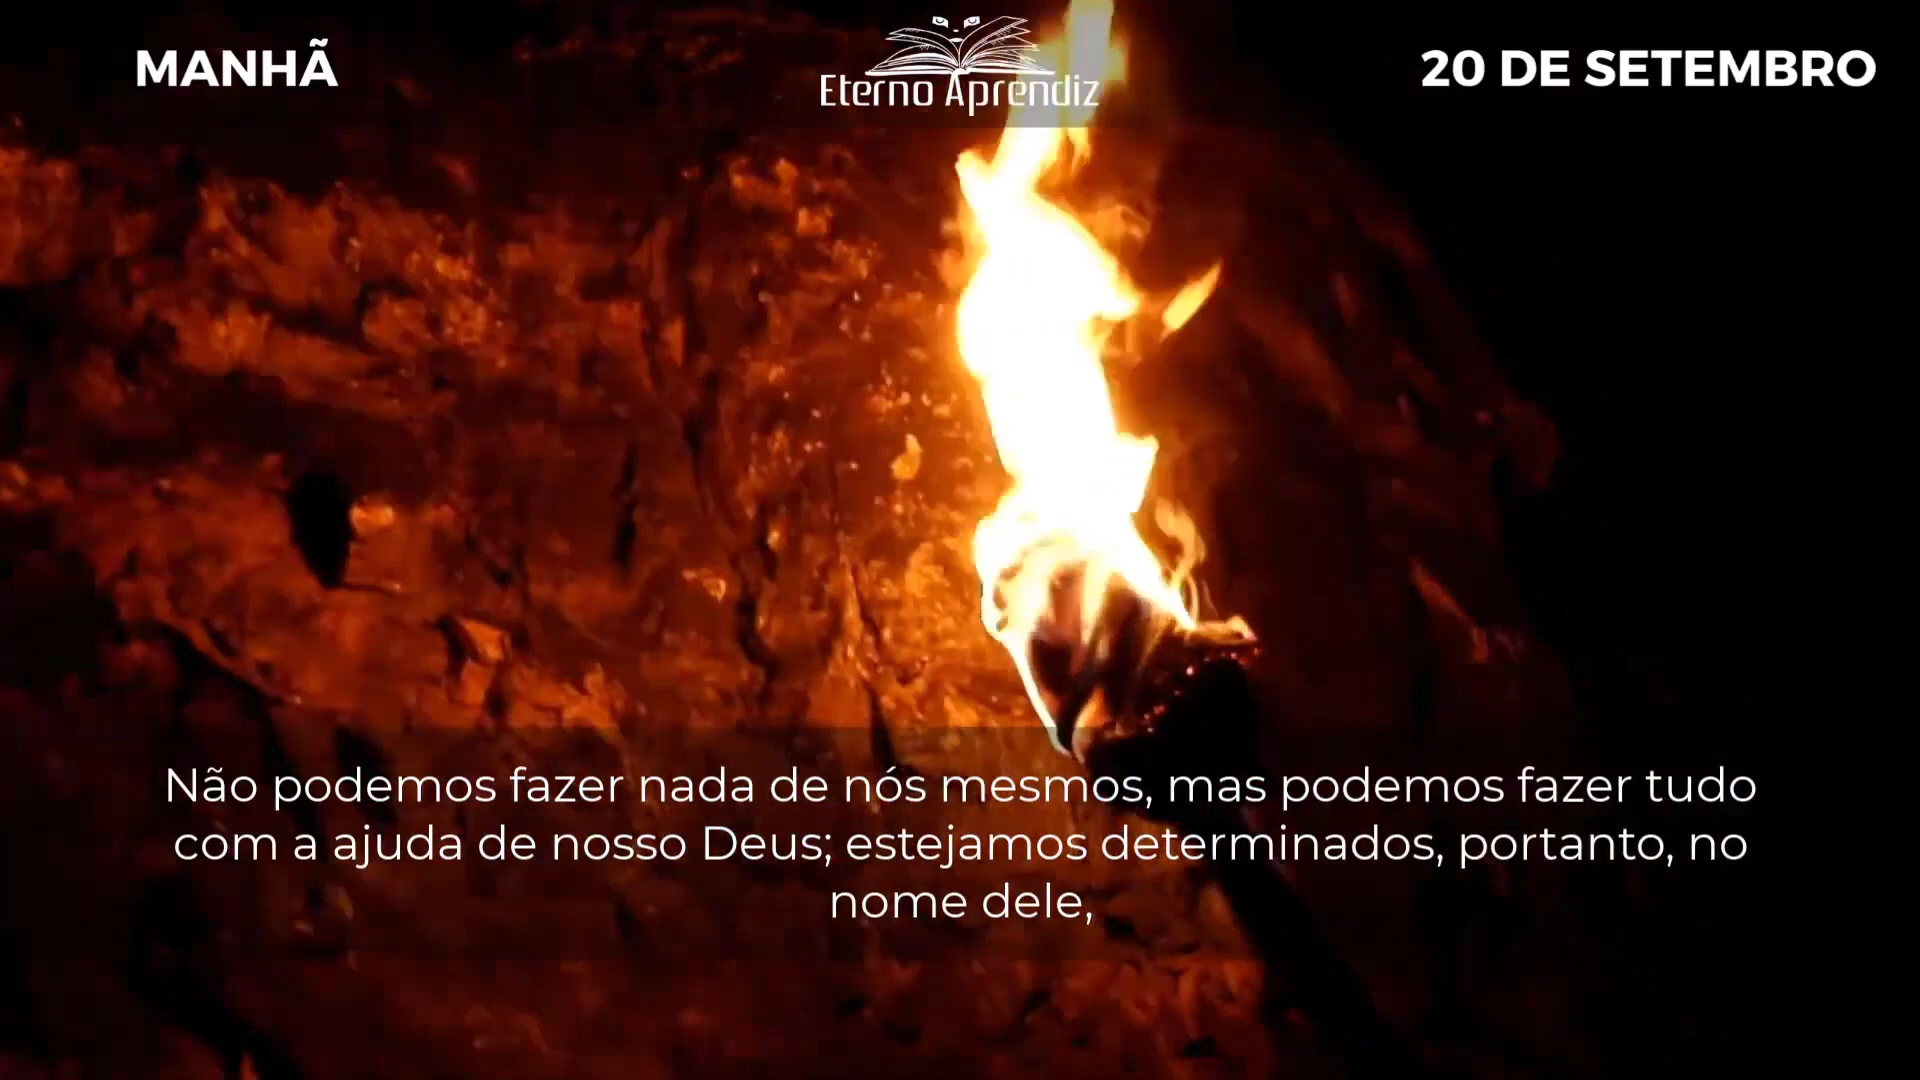 MANHÃ
Eterno Aprendiz
20 DE SETEMBRO
Não podemos fazer nada de nós mesmos, mas podemos fazer tudo
com a ajuda de nosso Deus; estejamos determinados, portanto, no
nome dele,